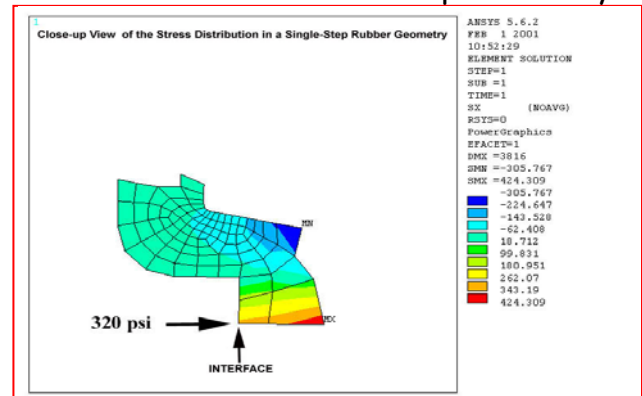 1
Close-up View of the Stress Distribution in a Single-Step Rubber Geometry
MN
MX
320 psi
INTERFACE
ANSYS 5.6.2
FEB 1 2001
10:52:29
ELEMENT SOLUTION
STEP=1
SUB =1
TIME=1
SX (NOAVG)
RSYS=0
PowerGraphics
EFACET=1
DMX =3816
SMN =-305.767
SMX =424.309
-305.767
-224.647
-143.528
-62.408
18.712
99.831
180.951
262.07
343.19
424.309